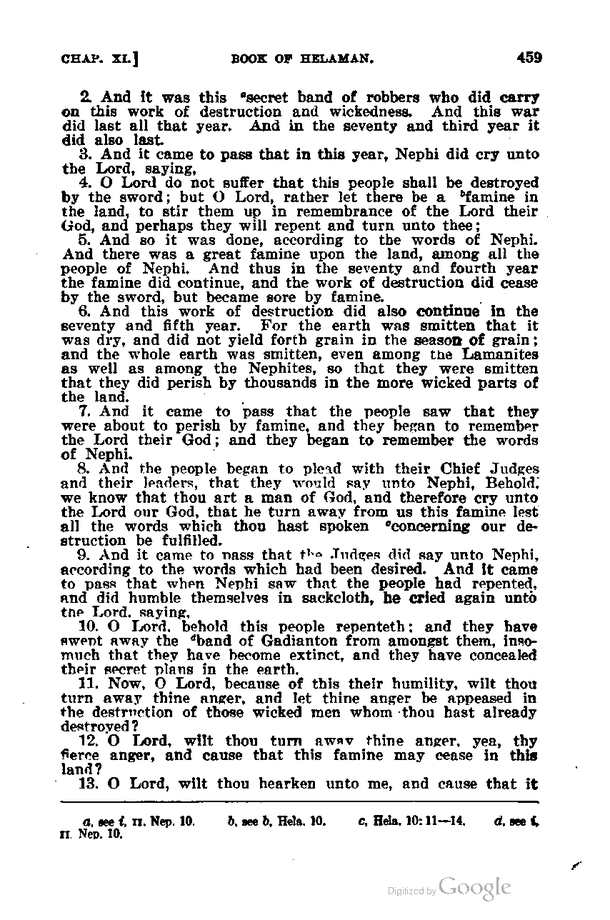 CHAP. XI.] BOOK OF HELAMAN. 459
2. And it was this ᵃsecret band of robbers who did carry
on this work of destruction and wickedness. And this war
did last all that year. And in the seventy and third year it
did also last.
3. And it came to pass that in this year, Nephi did cry unto
the Lord, saying,
4. O Lord do not suffer that this people shall be destroyed
by the sword; but O Lord, rather let there be a ᵇfamine in
the land, to stir them up in remembrance of the Lord their
God, and perhaps they will repent and turn unto thee;
5. And so it was done, according to the words of Nephi.
And there was a great famine upon the land, among all the
people of Nephi. And thus in the seventy and fourth year
the famine did continue, and the work of destruction did cease
by the sword, but became sore by famine.
6. And this work of destruction did also continue in the
seventy and fifth year. For the earth was smitten that it
was dry, and did not yield forth grain in the season of grain;
and the whole earth was smitten, even among the Lamanites
as well as among the Nephites, so that they were smitten
that they did perish by thousands in the more wicked parts of
the land.
7. And it came to pass that the people saw that they
were about to perish by famine, and they began to remember
the Lord their God; and they began to remember the words
of Nephi.
8. And the people began to plead with their Chief Judges
and their leaders, that they would say unto Nephi, Behold,
we know that thou art a man of God, and therefore cry unto
the Lord our God, that he turn away from us this famine lest
all the words which thou hast spoken ᶜconcerning our de-
struction be fulfilled.
9. And it came to pass that the Judges did say unto Nephi,
according to the words which had been desired. And it came
to pass that when Nephi saw that the people had repented,
and did humble themselves in sackcloth, he cried again unto
the Lord, saying,
10. O Lord, behold this people repenteth; and they have
swept away the ᵈband of Gadianton from amongst them, inso-
much that they have become extinct, and they have concealed
their secret plans in the earth.
11. Now, O Lord, because of this their humility, wilt thou
turn away thine anger, and let thine anger be appeased in
the destruction of those wicked men whom thou hast already
destroyed?
12. O Lord, wilt thou turn away thine anger, yea, thy
fierce anger, and cause that this famine may cease in this
land?
13. O Lord, wilt thou hearken unto me, and cause that it
a, see f, II. Nep. 10. b, see b, Hela. 10. c, Hela. 10:11—14. d, see f,
II. Nep. 10.
Digitized by Google